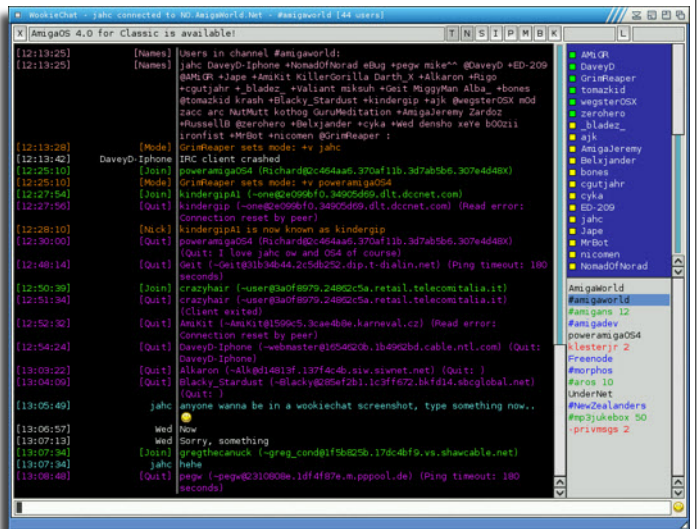 WookieChat - jahc connected to NO.AmigaWorld.Net - #amigaworld [44 users]
X AmigaOS 4.0 for Classic is available! T N S I P M B K L
[12:13:25] [Names] Users in channel #amigaworld:
[12:13:25] [Names] jahc DaveyD-Iphone +NomadOfNorad eBug +pegw mike^^ @DaveyD +ED-209
@AMiGR +Jape +AmiKit KillerGorilla Darth_X +Alkaron +Rigo
+cgutjahr +_bladez_ +Valiant miksuh +Geit MiggyMan Alba_ +bones
@tomazkid krash +Blacky_Stardust +kindergip +ajk @wegsterOSX mOd
zacc arc NutMutt kothog GuruMeditation +AmigaJeremy Zardoz
+RussellB @zerohero +Belxjander +cyka +Wed densho xeYe b0Ozii
ironfist +MrBot +nicomen @GrimReaper :
[12:13:28] [Mode] GrimReaper sets mode: +v jahc
[12:13:42] DaveyD-Iphone IRC client crashed
[12:25:10] [Join] poweramigaOS4 (Richard@2c464aa6.370af11b.3d7ab5b6.307e4d48X)
[12:25:10] [Mode] GrimReaper sets mode: +v poweramigaOS4
[12:27:54] [Join] kindergipA1 (~one@2e099bf0.34905d69.dlt.dccnet.com)
[12:27:56] [Quit] kindergip (~one@2e099bf0.34905d69.dlt.dccnet.com) (Read error:
Connection reset by peer)
[12:28:10] [Nick] kindergipA1 is now known as kindergip
[12:30:00] [Quit] poweramigaOS4 (Richard@2c464aa6.370af11b.3d7ab5b6.307e4d48X)
(Quit: I love jahc ow and OS4 of course)
[12:48:14] [Quit] Geit (~Geit@31b34b44.2c5db252.dip.t-dialin.net) (Ping timeout: 180
seconds)
[12:50:39] [Join] crazyhair (~user@3a0f8979.24862c5a.retail.telecomitalia.it)
[12:51:34] [Quit] crazyhair (~user@3a0f8979.24862c5a.retail.telecomitalia.it)
(Client exited)
[12:52:32] [Quit] AmiKit (~AmiKit@1599c5.3cae4b8e.karneval.cz) (Read error:
Connection reset by peer)
[12:54:24] [Quit] DaveyD-Iphone (~webmaster@1654620b.1b4962bd.cable.ntl.com) (Quit:
DaveyD-Iphone)
[13:03:22] [Quit] Alkaron (~Alk@d14813f.137f4c4b.siw.siwnet.net) (Quit: )
[13:04:09] [Quit] Blacky_Stardust (~Blacky@285ef2b1.1c3ff672.bkfd14.sbcglobal.net)
(Quit: )
[13:05:49] jahc anyone wanna be in a wookiechat screenshot, type something now..
[13:06:57] Wed Now
[13:07:13] Wed Sorry, something
[13:07:34] [Join] gregthecanuck (~greg_cond@1f5b825b.17dc4bf9.vs.shawcable.net)
[13:07:34] jahc hehe
[13:08:48] [Quit] pegw (~pegw@2310808e.1df4f87e.m.pppool.de) (Ping timeout: 180
seconds)
AMiGR
DaveyD
GrimReaper
tomazkid
wegsterOSX
zerohero
_bladez_
ajk
AmigaJeremy
Belxjander
bones
cgutjahr
cyka
ED-209
jahc
Jape
MrBot
nicomen
NomadOfNorad
AmigaWorld
#amigaworld
#amigans 12
#amigadev
poweramigaOS4
klesterjr 2
Freenode
#morphos
#aros 10
UnderNet
#NewZealanders
#mp3jukebox 50
-privmsgs 2